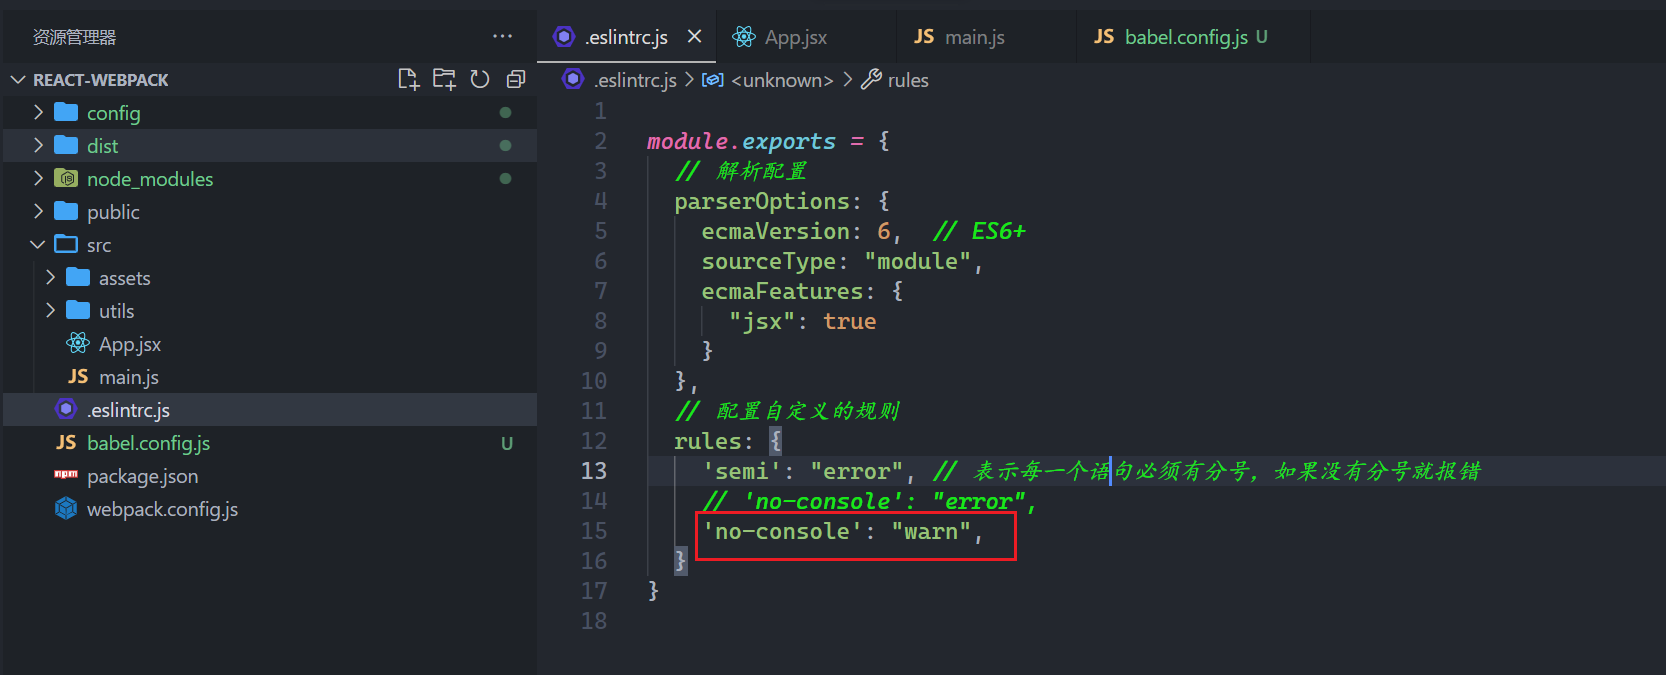 资源管理器 ···
.eslintrc.js × App.jsx JS main.js JS babel.config.js U
REACT-WEBPACK
.eslintrc.js > <unknown> > rules
config
dist
node_modules
public
src
assets
utils
App.jsx
JS main.js
.eslintrc.js
JS babel.config.js U
npm package.json
webpack.config.js
1
2 module.exports = {
3 // 解析配置
4 parserOptions: {
5 ecmaVersion: 6, // ES6+
6 sourceType: "module",
7 ecmaFeatures: {
8 "jsx": true
9 }
10 },
11 // 配置自定义的规则
12 rules: {
13 'semi': "error", // 表示每一个语句必须有分号，如果没有分号就报错
14 // 'no-console': "error",
15 'no-console': "warn",
16 }
17 }
18